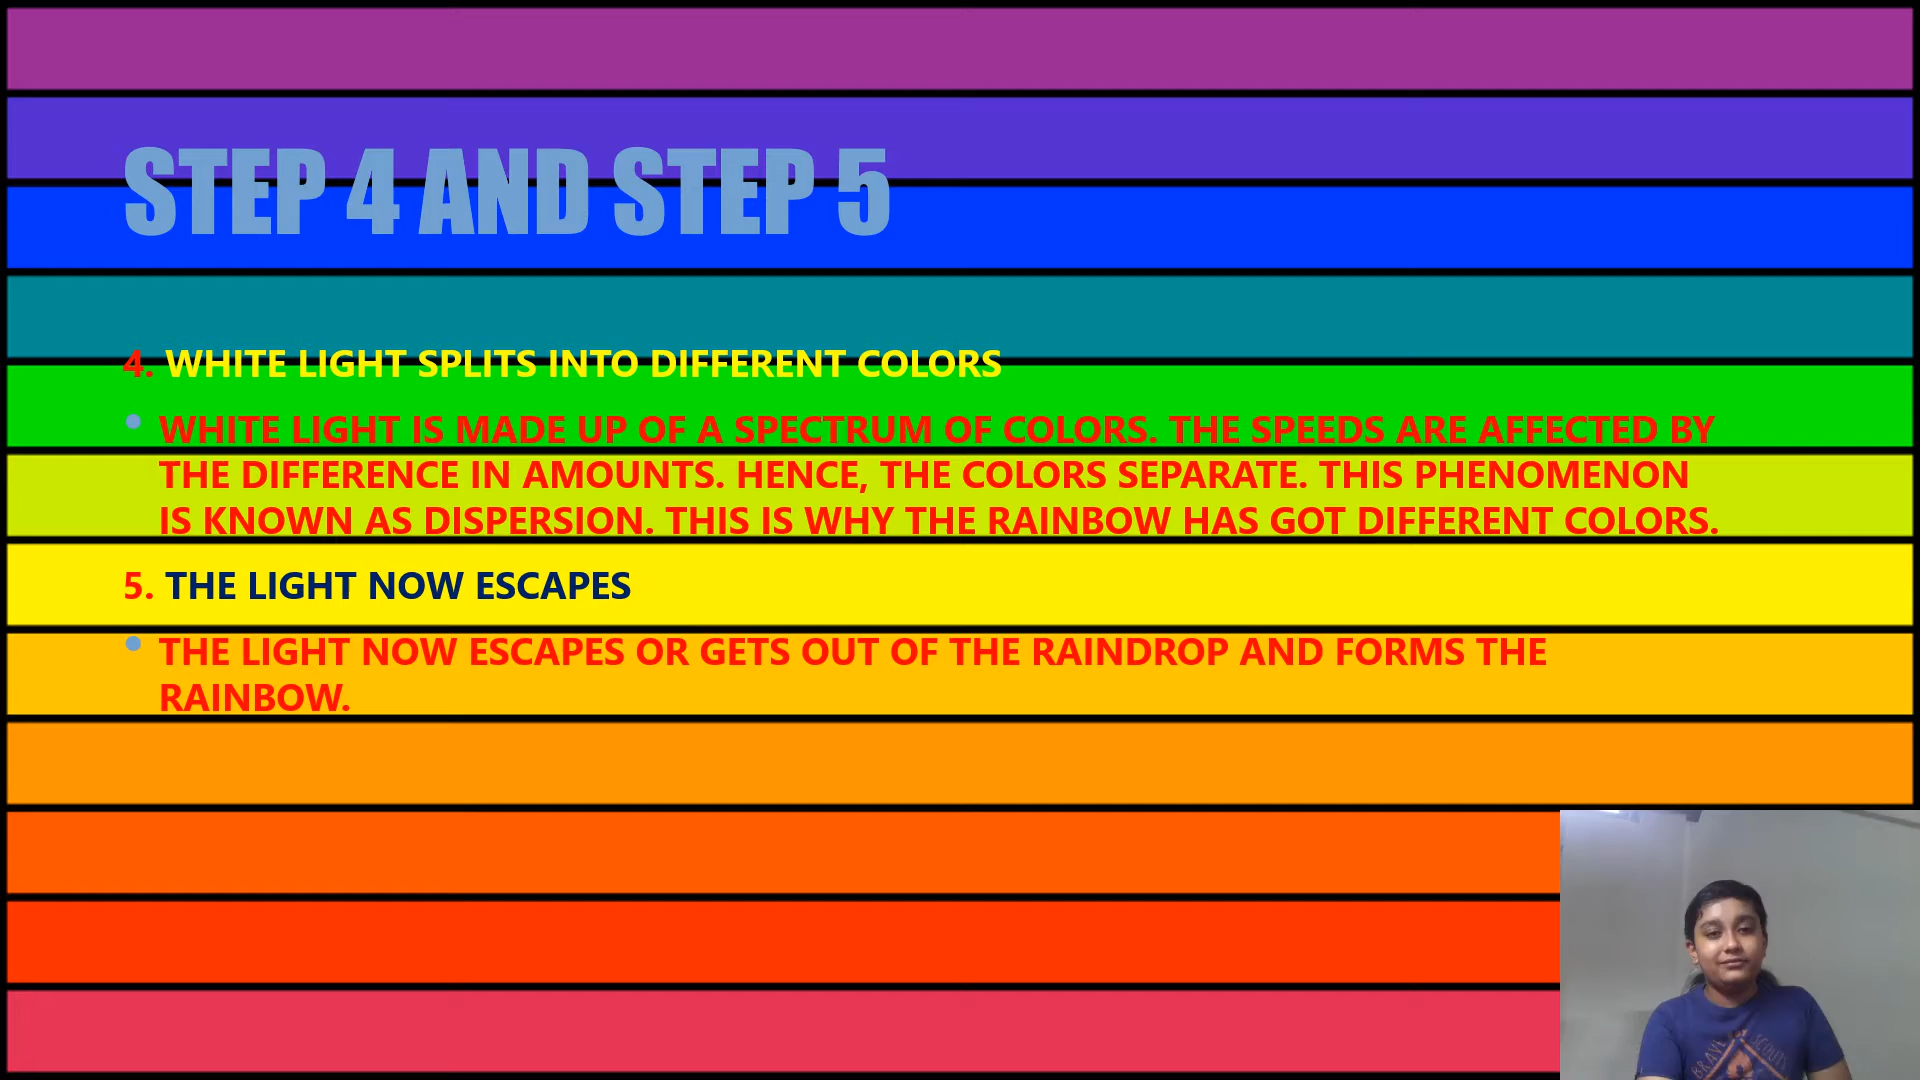 STEP 4 AND STEP 5
4. WHITE LIGHT SPLITS INTO DIFFERENT COLORS
• WHITE LIGHT IS MADE UP OF A SPECTRUM OF COLORS. THE SPEEDS ARE AFFECTED BY
THE DIFFERENCE IN AMOUNTS. HENCE, THE COLORS SEPARATE. THIS PHENOMENON
IS KNOWN AS DISPERSION. THIS IS WHY THE RAINBOW HAS GOT DIFFERENT COLORS.
5. THE LIGHT NOW ESCAPES
• THE LIGHT NOW ESCAPES OR GETS OUT OF THE RAINDROP AND FORMS THE
RAINBOW.
BRAVE SCOUTS